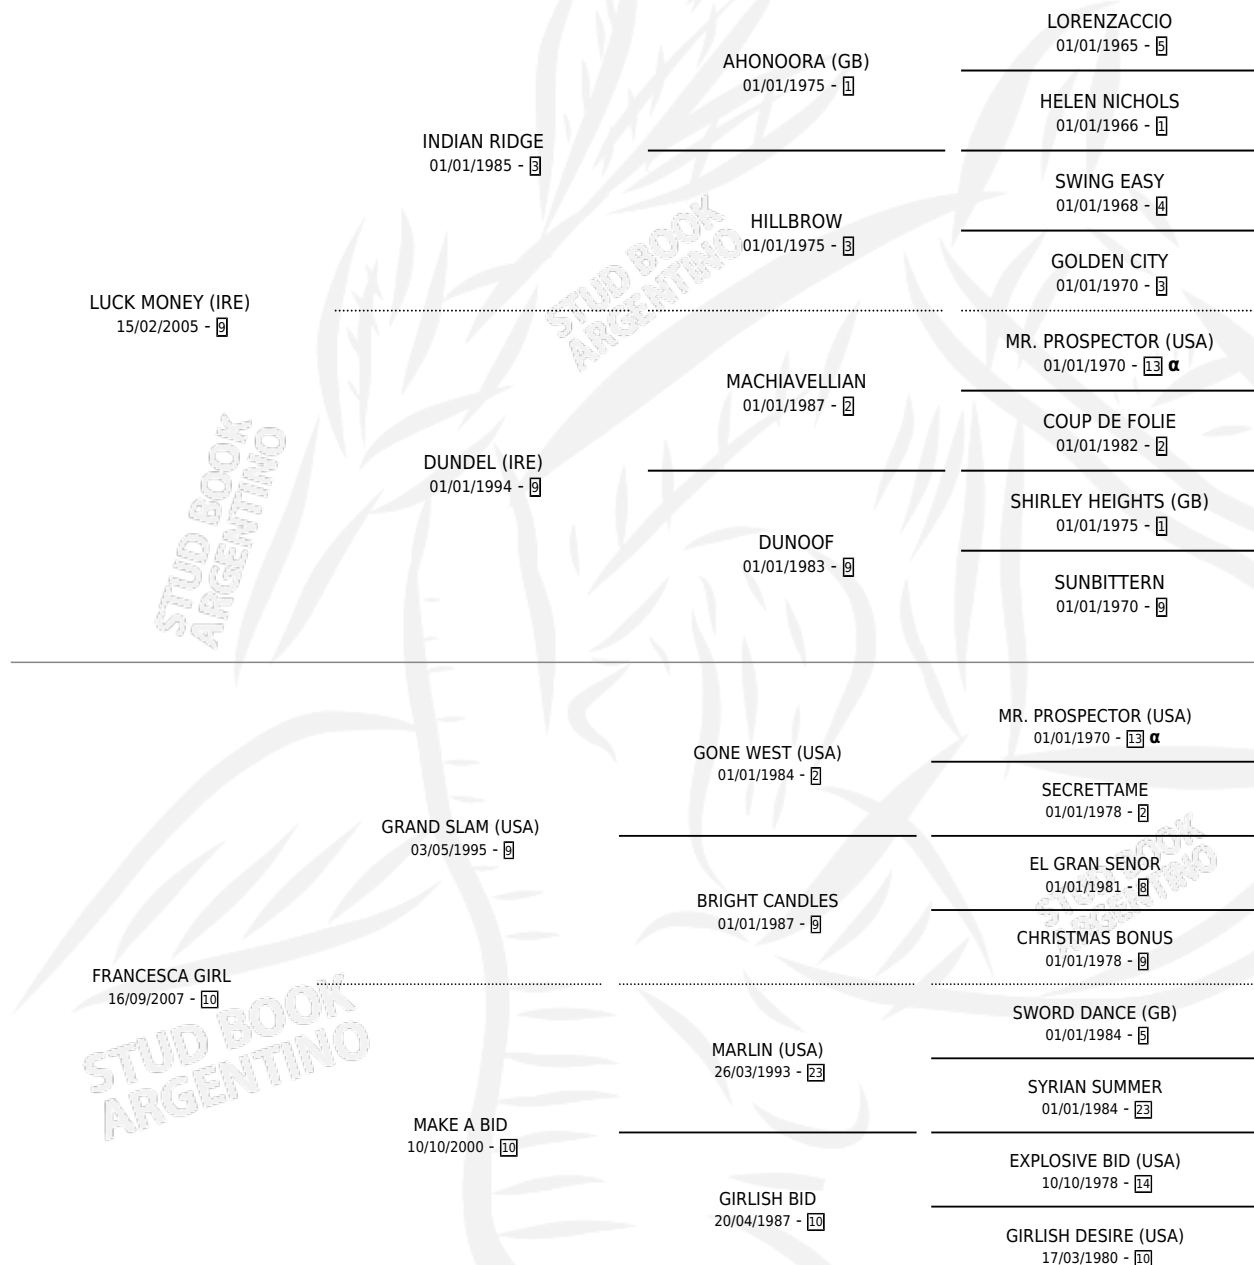 LORENZACCIO
01/01/1965 - 5
AHONOORA (GB)
01/01/1975 - 1
HELEN NICHOLS
01/01/1966 - 1
INDIAN RIDGE
01/01/1985 - 3
SWING EASY
01/01/1968 - 4
HILLBROW
01/01/1975 - 3
GOLDEN CITY
01/01/1970 - 3
LUCK MONEY (IRE)
15/02/2005 - 9
MR. PROSPECTOR (USA)
01/01/1970 - 13 α
MACHIAVELLIAN
01/01/1987 - 2
COUP DE FOLIE
01/01/1982 - 2
DUNDEL (IRE)
01/01/1994 - 9
SHIRLEY HEIGHTS (GB)
01/01/1975 - 1
DUNOOF
01/01/1983 - 9
SUNBITTERN
01/01/1970 - 9
MR. PROSPECTOR (USA)
01/01/1970 - 13 α
GONE WEST (USA)
01/01/1984 - 2
SECRETTAME
01/01/1978 - 2
GRAND SLAM (USA)
03/05/1995 - 9
EL GRAN SENOR
01/01/1981 - 8
BRIGHT CANDLES
01/01/1987 - 9
CHRISTMAS BONUS
01/01/1978 - 9
FRANCESCA GIRL
16/09/2007 - 10
SWORD DANCE (GB)
01/01/1984 - 5
MARLIN (USA)
26/03/1993 - 23
SYRIAN SUMMER
01/01/1984 - 23
MAKE A BID
10/10/2000 - 10
EXPLOSIVE BID (USA)
10/10/1978 - 14
GIRLISH BID
20/04/1987 - 10
GIRLISH DESIRE (USA)
17/03/1980 - 10
STUD BOOK
ARGENTINO
STUD BOOK
ARGENTINO
STUD BOOK
ARGENTINO
STUD BOOK
ARGENTINO